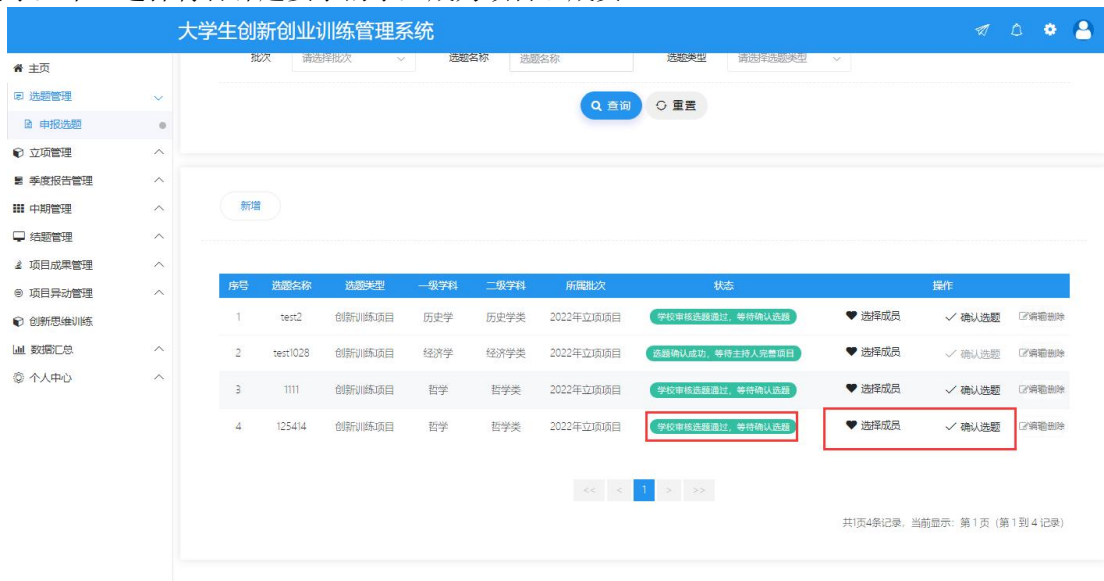 大学生创新创业训练管理系统
主页
选题管理
申报选题
立项管理
季度报告管理
中期管理
结题管理
项目成果管理
项目异动管理
创新思维训练
数据汇总
个人中心
批次 请选择批次 选题名称 选题名称 选题类型 请选择选题类型
查询 重置
新增
序号 选题名称 选题类型 一级学科 二级学科 所属批次 状态 操作
1 test2 创新训练项目 历史学 历史学类 2022年立项项目 学校审核选题通过,等待确认选题 选择成员 确认选题 编辑删除
2 test1028 创新训练项目 经济学 经济学类 2022年立项项目 选题确认成功,等待主持人完善项目 选择成员 确认选题 编辑删除
3 1111 创新训练项目 哲学 哲学类 2022年立项项目 学校审核选题通过,等待确认选题 选择成员 确认选题 编辑删除
4 125414 创新训练项目 哲学 哲学类 2022年立项项目 学校审核选题通过,等待确认选题 选择成员 确认选题 编辑删除
<< < 1 > >>
共1页4条记录,当前显示:第1页(第1到4记录)